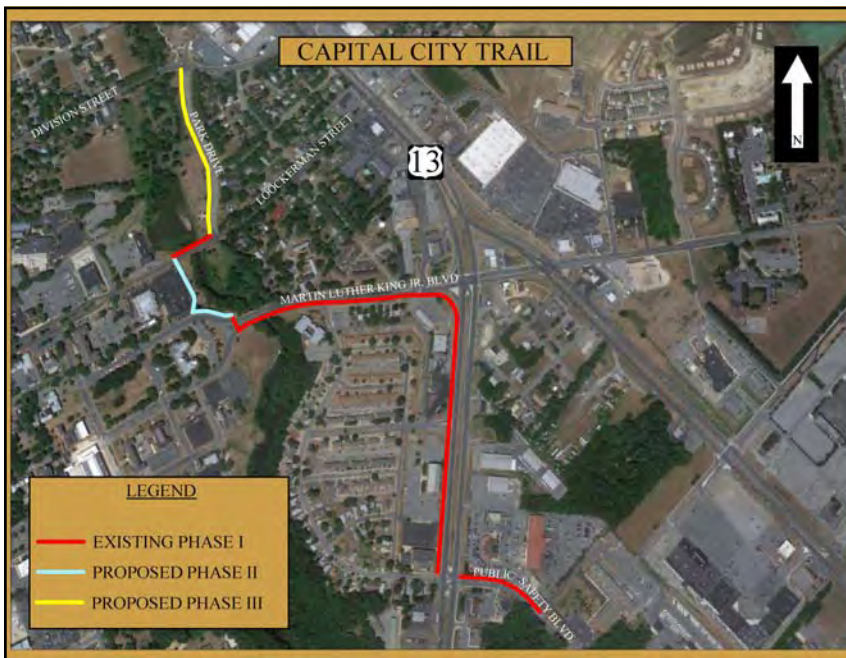 CAPITAL CITY TRAIL
DIVISION STREET
PARK DRIVE
LOOCKERMAN STREET
13
N
MARTIN LUTHER KING JR. BLVD
PUBLIC SAFETY BLVD
LEGEND
EXISTING PHASE I
PROPOSED PHASE II
PROPOSED PHASE III